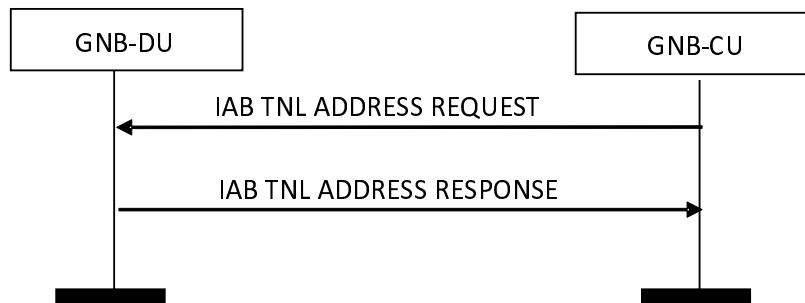 GNB-DU
GNB-CU
IAB TNL ADDRESS REQUEST
IAB TNL ADDRESS RESPONSE